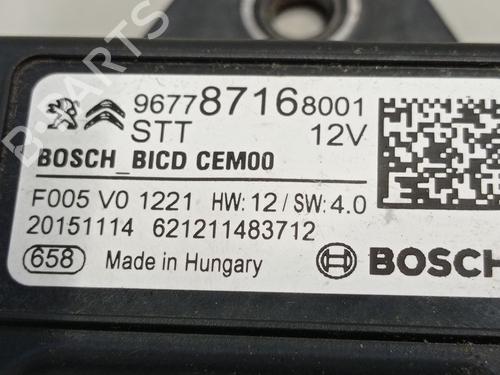 96778716 8001
STT 12V
BOSCH_BICD CEM00
F005 V0 1221 HW: 12 / SW: 4.0
20151114 621211483712
658 Made in Hungary BOSCH
B-PARTS